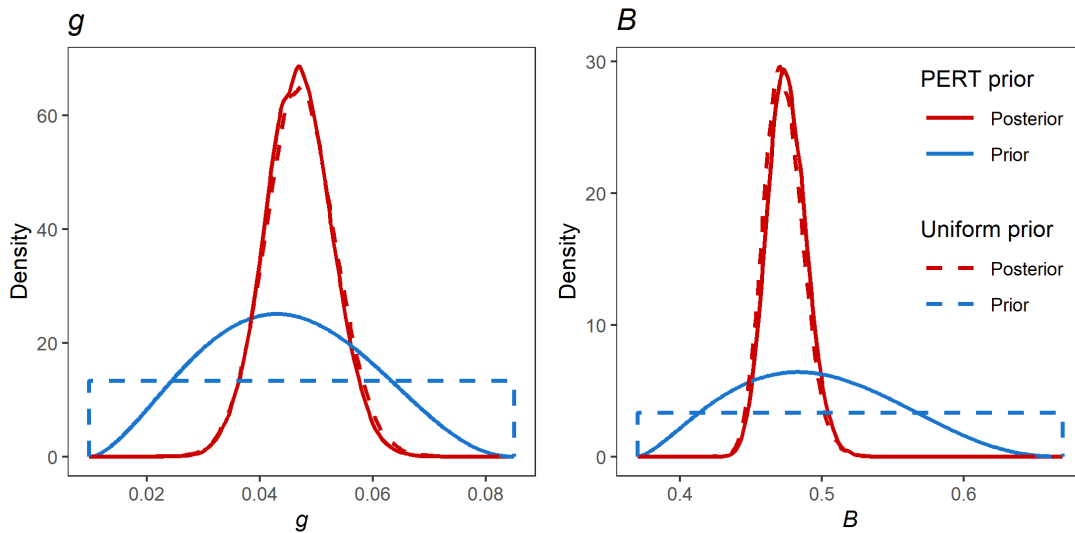 g
Density
60
40
20
0
0.02
0.04
0.06
0.08
g
B
Density
30
20
10
0
0.4
0.5
0.6
B
PERT prior
Posterior
Prior
Uniform prior
Posterior
Prior